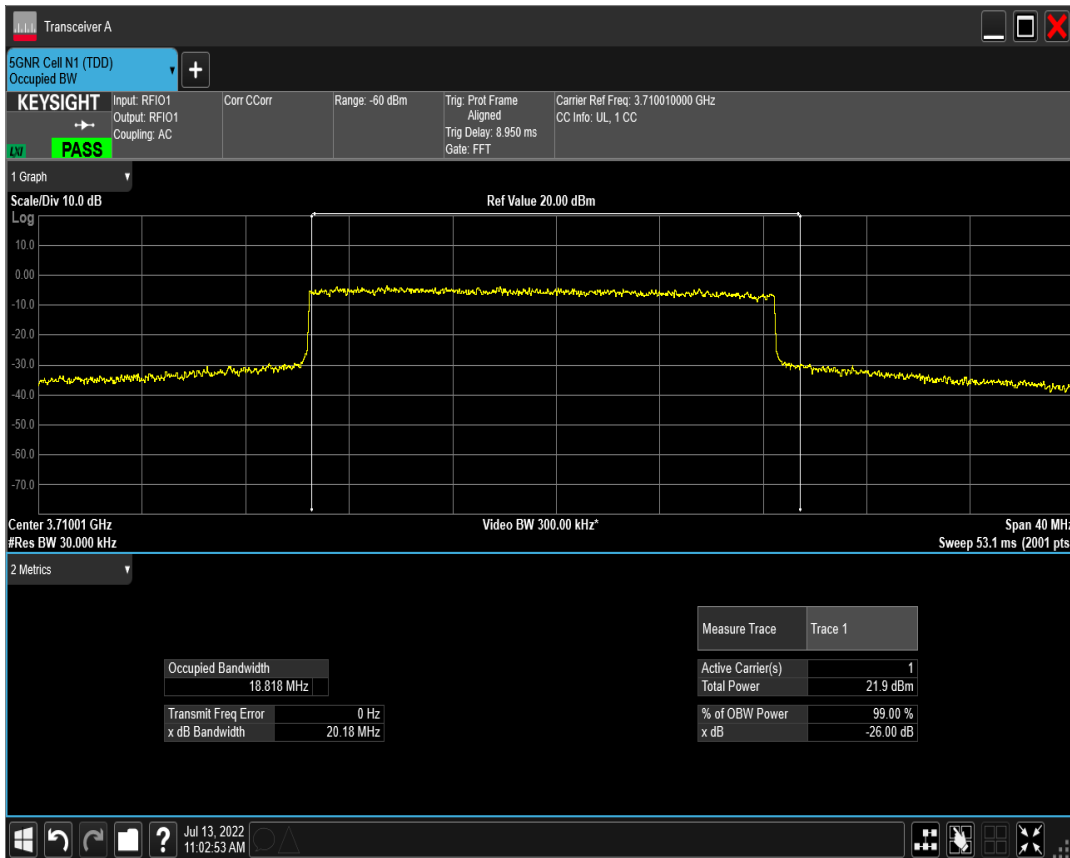 Transceiver A
5GNR Cell N1 (TDD)
Occupied BW
+
KEYSIGHT
LXI
PASS
Input: RFIO1
Output: RFIO1
Coupling: AC
Corr CCorr
Range: -60 dBm
Trig: Prot Frame
Aligned
Trig Delay: 8.950 ms
Gate: FFT
Carrier Ref Freq: 3.710010000 GHz
CC Info: UL, 1 CC
1 Graph
Scale/Div 10.0 dB
Ref Value 20.00 dBm
Log
10.0
0.00
-10.0
-20.0
-30.0
-40.0
-50.0
-60.0
-70.0
Center 3.71001 GHz
Video BW 300.00 kHz*
Span 40 MHz
#Res BW 30.000 kHz
Sweep 53.1 ms (2001 pts
2 Metrics
Measure Trace Trace 1
Occupied Bandwidth
18.818 MHz
Transmit Freq Error 0 Hz
x dB Bandwidth 20.18 MHz
Active Carrier(s) 1
Total Power 21.9 dBm
% of OBW Power 99.00 %
x dB -26.00 dB
?
Jul 13, 2022
11:02:53 AM